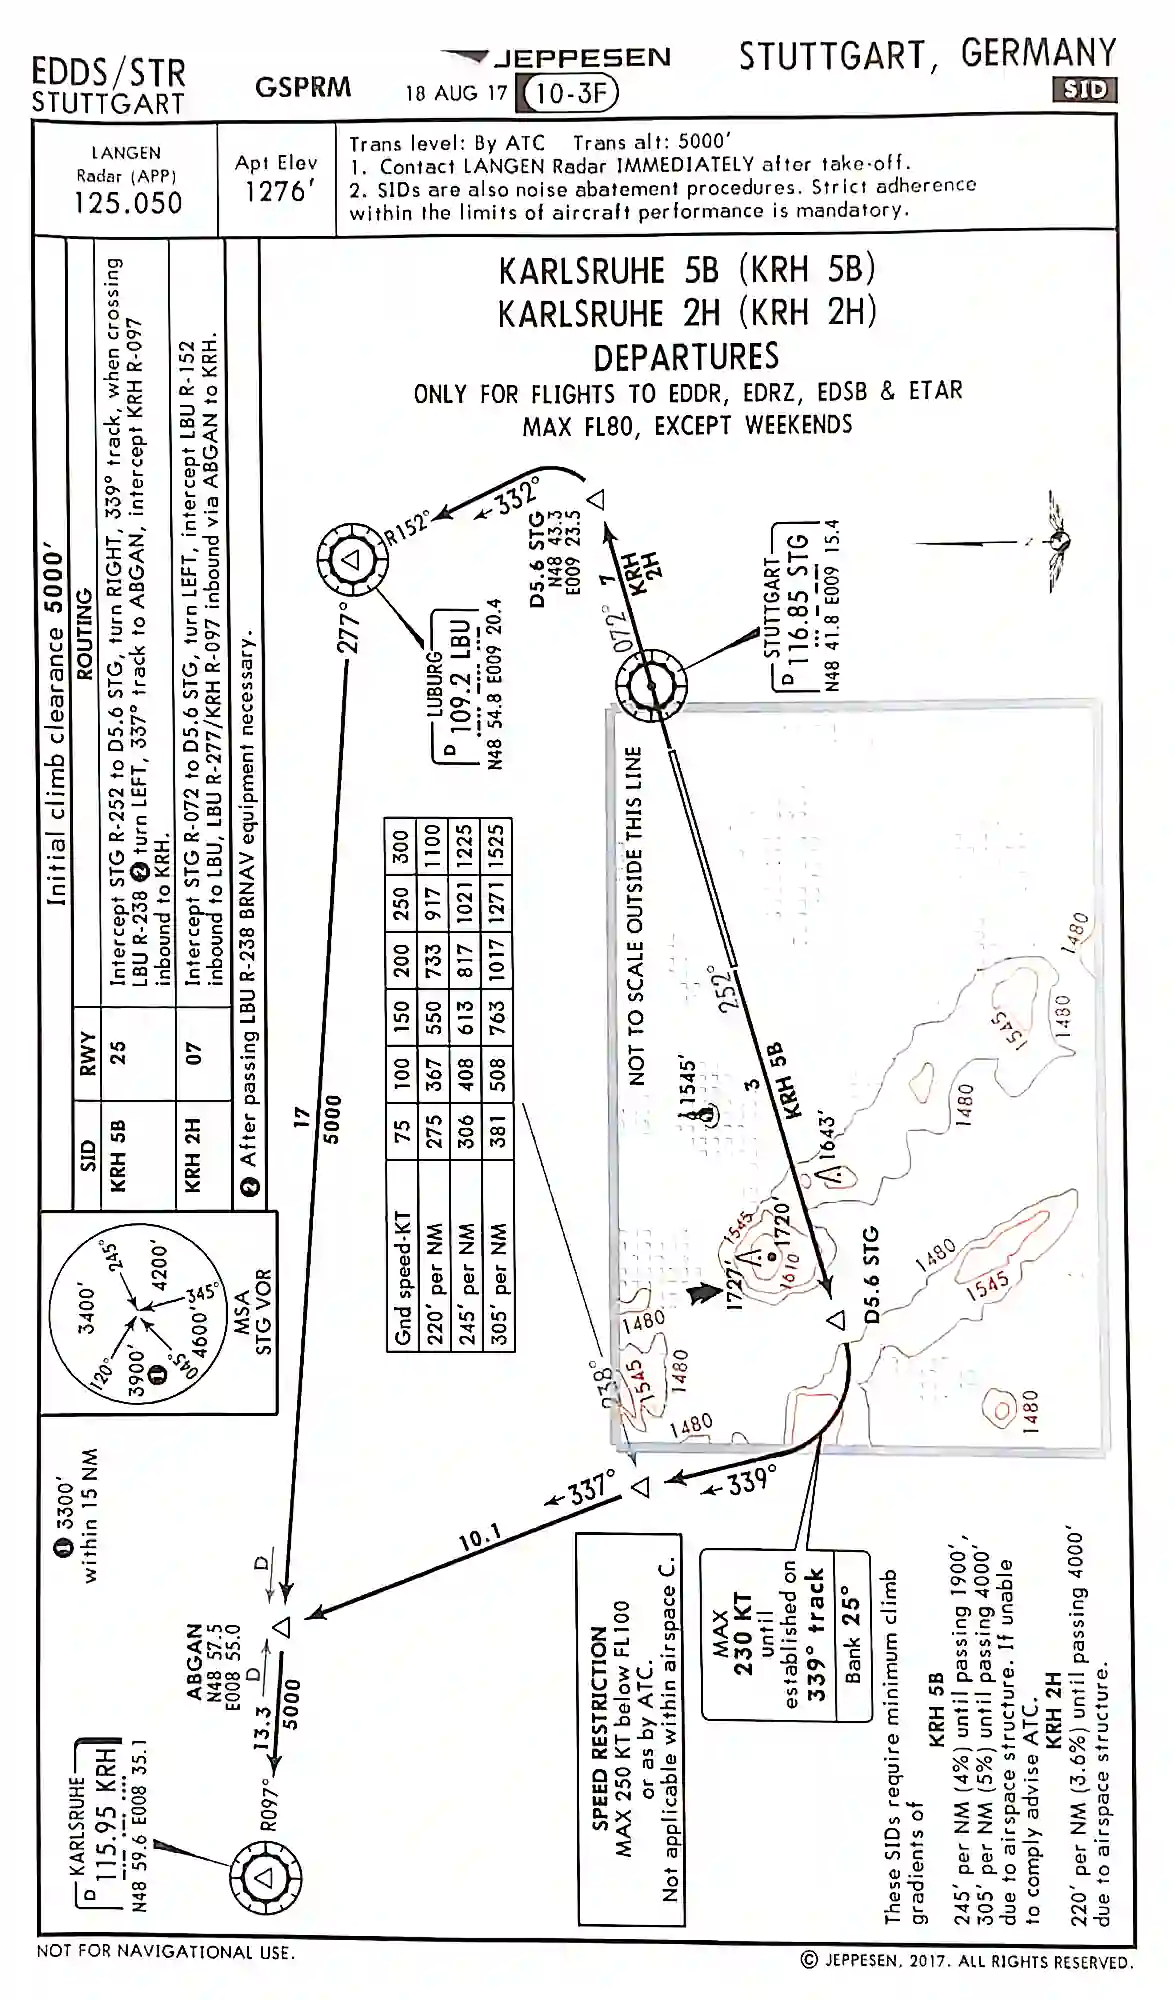 EDDS/STR
STUTTGART
GSPRM
JEPPESEN
18 AUG 17
10-3F
STUTTGART, GERMANY
SID
LANGEN
Radar (APP)
125.050
Apt Elev
1276'
Trans level: By ATC Trans alt: 5000'
1. Contact LANGEN Radar IMMEDIATELY after take-off.
2. SIDs are also noise abatement procedures. Strict adherence
within the limits of aircraft performance is mandatory.
KARLSRUHE 5B (KRH 5B)
KARLSRUHE 2H (KRH 2H)
DEPARTURES
ONLY FOR FLIGHTS TO EDDR, EDRZ, EDSB & ETAR
MAX FL80, EXCEPT WEEKENDS
Initial climb clearance 5000'
SID RWY ROUTING
KRH 5B 25 Intercept STG R-252 to D5.6 STG, turn RIGHT, 339° track, when crossing
LBU R-238 2 turn LEFT, 337° track to ABGAN, intercept KRH R-097
inbound to KRH.
KRH 2H 07 Intercept STG R-072 to D5.6 STG, turn LEFT, intercept LBU R-152
inbound to LBU, LBU R-277/KRH R-097 inbound via ABGAN to KRH.
2 After passing LBU R-238 BRNAV equipment necessary.
332°
R152°
D5.6 STG
N48 43.3
E009 23.5
KRH
2H
7
072°
STUTTGART
D 116.85 STG
N48 41.8 E009 15.4
LUBURG
D 109.2 LBU
N48 54.8 E009 20.4
277°
17
5000
Gnd speed-KT 75 100 150 200 250 300
220' per NM 275 367 550 733 917 1100
245' per NM 306 408 613 817 1021 1225
305' per NM 381 508 763 1017 1271 1525
NOT TO SCALE OUTSIDE THIS LINE
252°
3
KRH 5B
1545'
1643'
1545
1720'
1727'
1610
D5.6 STG
1480
1545
1480
1480
1480
1545
1480
1545
1480
1480
1480
238°
MSA
STG VOR
245°
3400'
4200'
345°
120°
3900'
1
045°
4600'
1 3300'
within 15 NM
337°
339°
10.1
D
ABGAN
N48 57.5
E008 55.0
D
13.3
5000
R097°
KARLSRUHE
D 115.95 KRH
N48 59.6 E008 35.1
SPEED RESTRICTION
MAX 250 KT below FL100
or as by ATC.
Not applicable within airspace C.
MAX
230 KT
until
established on
339° track
Bank 25°
These SIDs require minimum climb
gradients of
KRH 5B
245' per NM (4%) until passing 1900',
305' per NM (5%) until passing 4000'
due to airspace structure. If unable
to comply advise ATC.
KRH 2H
220' per NM (3.6%) until passing 4000'
due to airspace structure.
NOT FOR NAVIGATIONAL USE.
© JEPPESEN, 2017. ALL RIGHTS RESERVED.